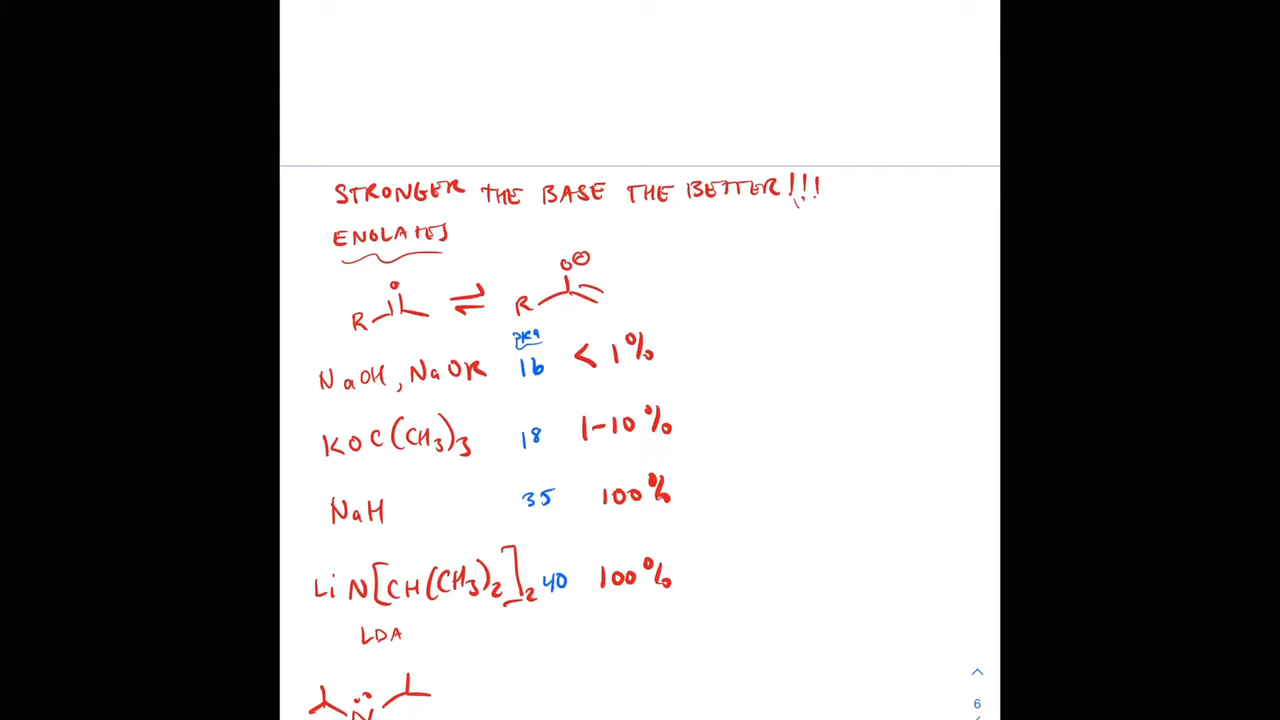 STRONGER THE BASE THE BETTER!!!
ENOLATES
O O⊖
R ⇌ R
pKa
NaOH, NaOR 16 < 1%
KOC(CH3)3 18 1-10%
NaH 35 100%
LiN[CH(CH3)2]2 40 100%
LDA
N
6